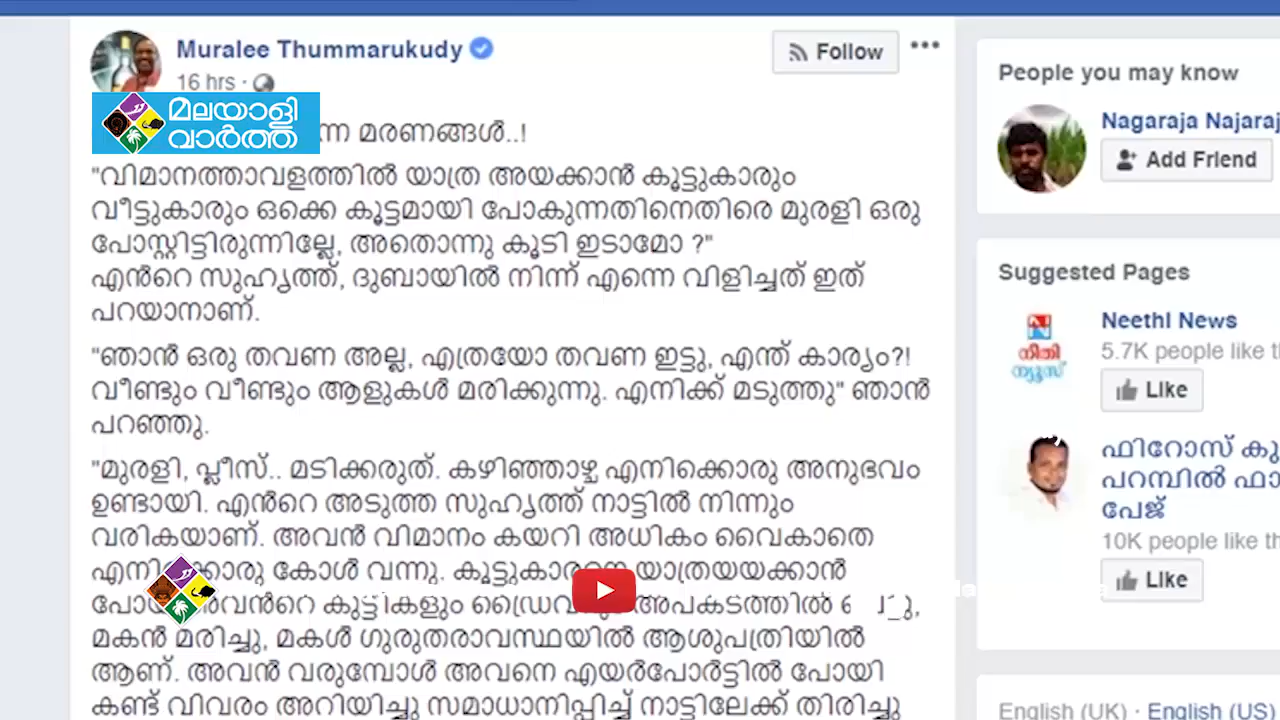 Muralee Thummarukudy
16 hrs ·
Follow
മലയാളി
വാർത്ത
ന്ന മരണങ്ങൾ..!
"വിമാനത്താവളത്തിൽ യാത്ര അയക്കാൻ കൂട്ടുകാരും
വീട്ടുകാരും ഒക്കെ കൂട്ടമായി പോകുന്നതിനെതിരെ മുരളി ഒരു
പോസ്റ്റിട്ടിരുന്നില്ലേ, അതൊന്നു കൂടി ഇടാമോ ?"
എൻറെ സുഹൃത്ത്, ദുബായിൽ നിന്ന് എന്നെ വിളിച്ചത് ഇത്
പറയാനാണ്.
"ഞാൻ ഒരു തവണ അല്ല, എത്രയോ തവണ ഇട്ടു, എന്ത് കാര്യം?!
വീണ്ടും വീണ്ടും ആളുകൾ മരിക്കുന്നു. എനിക്ക് മടുത്തു" ഞാൻ
പറഞ്ഞു.
"മുരളി, പ്ലീസ്.. മടിക്കരുത്. കഴിഞ്ഞാഴ്ച എനിക്കൊരു അനുഭവം
ഉണ്ടായി. എൻറെ അടുത്ത സുഹൃത്ത് നാട്ടിൽ നിന്നും
വരികയാണ്. അവൻ വിമാനം കയറി അധികം വൈകാതെ
കോൾ വന്നു. യാത്രയയക്കാൻ
കുട്ടികളും അപകടത്തിൽ
മകൻ മരിച്ചു, മകൾ ഗുരുതരാവസ്ഥയിൽ ആശുപത്രിയിൽ
ആണ്. അവൻ വരുമ്പോൾ അവനെ എയർപോർട്ടിൽ പോയി
കണ്ട് വിവരം അറിയിച്ചു സമാധാനിപ്പിച്ച് നാട്ടിലേക്ക് തിരിച്ചു
People you may know
Nagaraja Najaraj
Add Friend
Suggested Pages
നീതി
ന്യൂസ്
Neethi News
5.7K people like th
Like
ഫിറോസ് കു
പറമ്പിൽ ഫാ
പേജ്
10K people like th
Like
English (UK) · English (US)